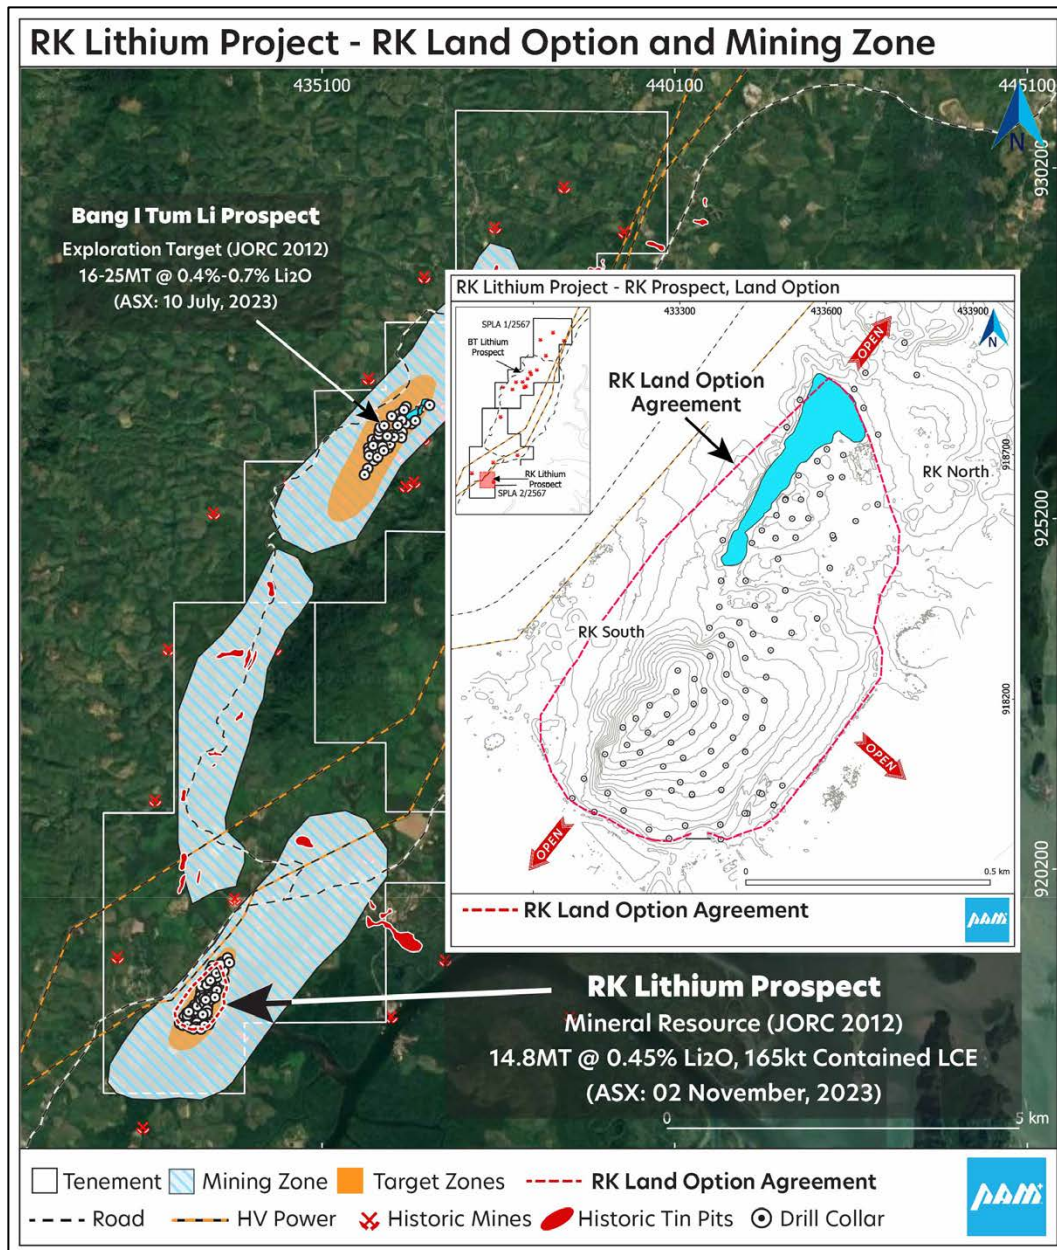 RK Lithium Project - RK Land Option and Mining Zone
435100
440100
445100
N
930200
925200
920200
Bang I Tum Li Prospect
Exploration Target (JORC 2012)
16-25MT @ 0.4%-0.7% Li2O
(ASX: 10 July, 2023)
RK Lithium Project - RK Prospect, Land Option
433300
433600
433900
N
918700
918200
SPLA 1/2567
BT Lithium
Prospect
RK Lithium
Prospect
SPLA 2/2567
RK Land Option
Agreement
OPEN
RK North
RK South
OPEN
OPEN
0
0.5 km
RK Land Option Agreement
PAM
RK Lithium Prospect
Mineral Resource (JORC 2012)
14.8MT @ 0.45% Li2O, 165kt Contained LCE
(ASX: 02 November, 2023)
0
5 km
Tenement
Mining Zone
Target Zones
RK Land Option Agreement
Road
HV Power
Historic Mines
Historic Tin Pits
Drill Collar
PAM